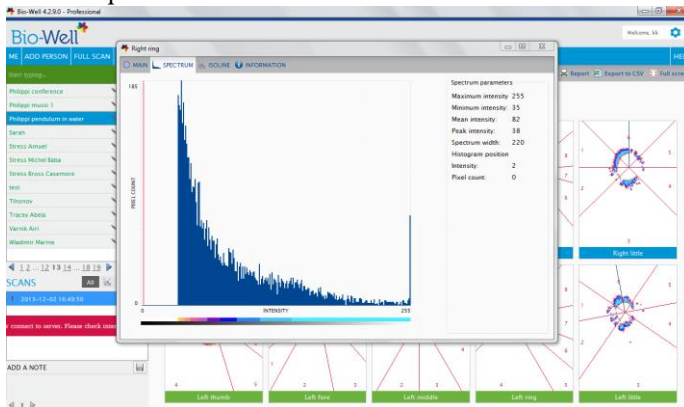 Bio-Well 4.2.9.0 - Professional
Bio-Well
Welcome, kk
ME ADD PERSON FULL SCAN
HE
Start typing...
Report Export to CSV Full scre
Philippi conference
Philippi music 1
Philippi pendulum in water
Sarah
Stress Amuel
Stress Michel Batta
Stress Bross Casemore
test
Tihonov
Tracey Abela
Varnik Airi
Wladimir Marine
1 2 ... 12 13 14 ... 18 19
SCANS
All
2013-12-02 16:49:50
r connect to server. Please check inte
ADD A NOTE
1
Right ring
MAIN SPECTRUM ISOLINE INFORMATION
185
PIXEL COUNT
0
0 INTENSITY 255
Spectrum parameters
Maximum intensity 255
Minimum intensity: 35
Mean intensity: 82
Peak intensity: 38
Spectrum width: 220
Histogram position
Intensity: 2
Pixel count: 0
Right little
Left thumb
Left fore
Left middle
Left ring
Left little